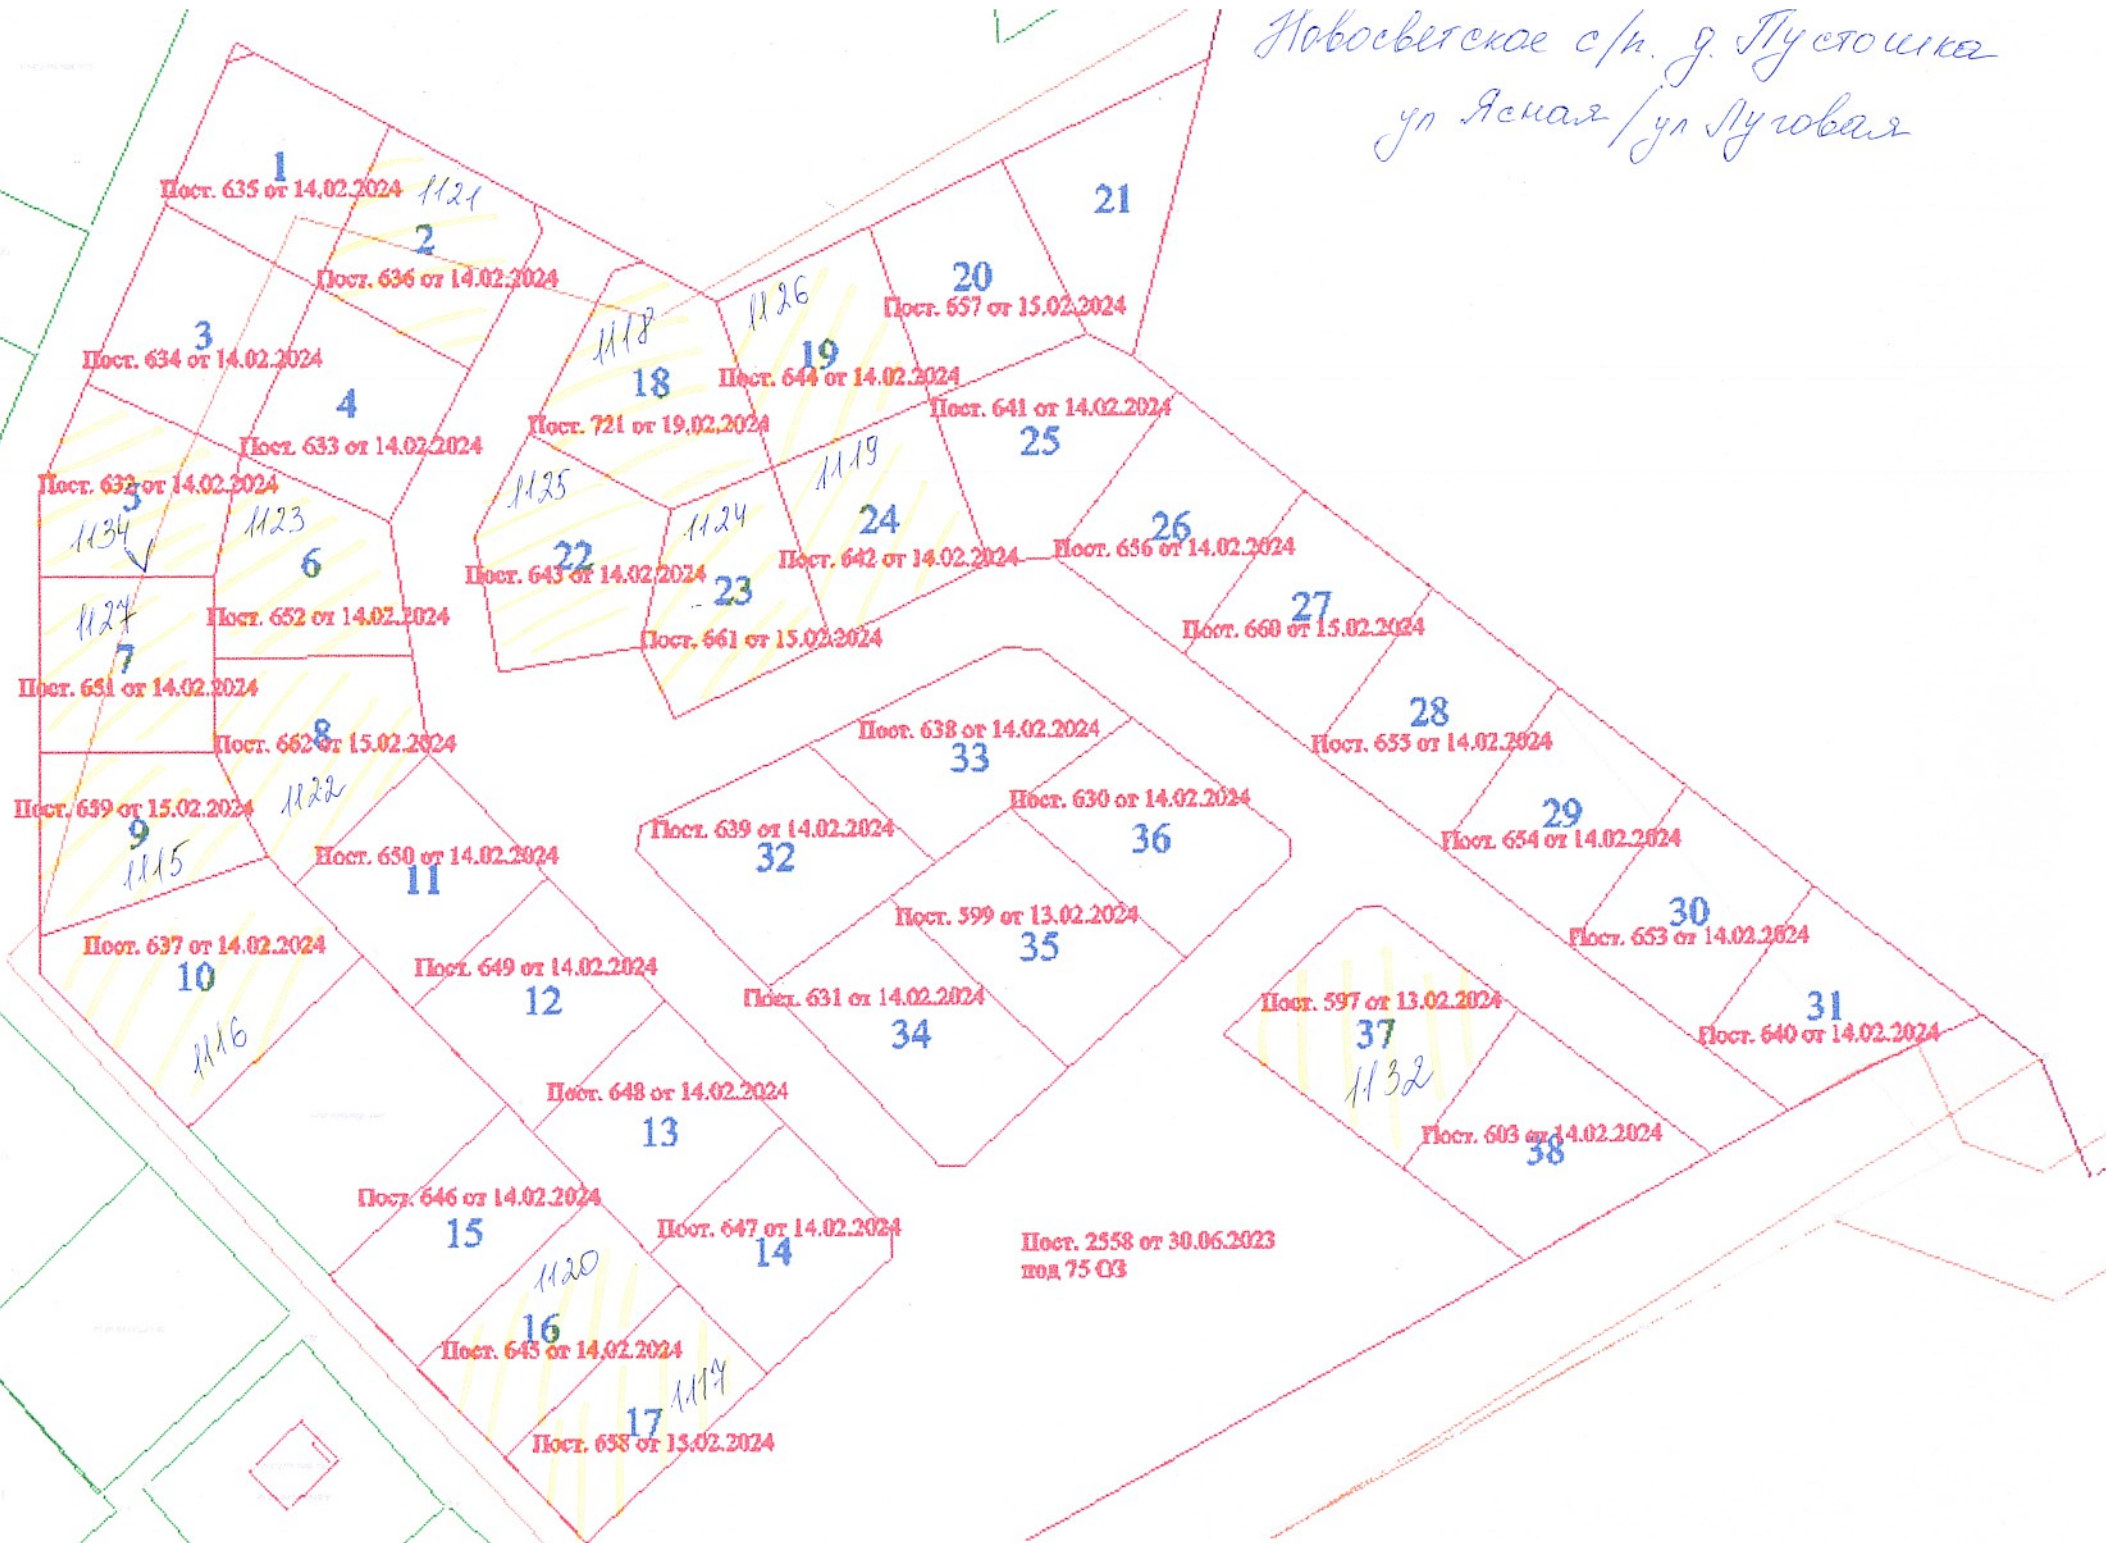 Новосветское с/п. д. Пустошка
ул Ясная / ул Луговая
1
Пост. 635 от 14.02.2024
1121
2
Пост. 636 от 14.02.2024
21
20
Пост. 657 от 15.02.2024
1126
19
Пост. 644 от 14.02.2024
1118
18
Пост. 721 от 19.02.2024
3
Пост. 634 от 14.02.2024
4
Пост. 633 от 14.02.2024
Пост. 641 от 14.02.2024
25
Пост. 632 от 14.02.2024
5
1134
1123
6
Пост. 652 от 14.02.2024
1125
22
Пост. 643 от 14.02.2024
1124
23
Пост. 661 от 15.02.2024
1119
24
Пост. 642 от 14.02.2024
26
Пост. 656 от 14.02.2024
27
Пост. 660 от 15.02.2024
1127
7
Пост. 651 от 14.02.2024
8
Пост. 662 от 15.02.2024
1122
28
Пост. 655 от 14.02.2024
Пост. 638 от 14.02.2024
33
Пост. 659 от 15.02.2024
9
1115
Пост. 650 от 14.02.2024
11
Пост. 639 от 14.02.2024
32
Пост. 630 от 14.02.2024
36
29
Пост. 654 от 14.02.2024
Пост. 637 от 14.02.2024
10
1116
Пост. 649 от 14.02.2024
12
Пост. 599 от 13.02.2024
35
30
Пост. 653 от 14.02.2024
Пост. 631 от 14.02.2024
34
Пост. 597 от 13.02.2024
37
1132
31
Пост. 640 от 14.02.2024
Пост. 648 от 14.02.2024
13
Пост. 603 от 14.02.2024
38
Пост. 646 от 14.02.2024
15
Пост. 647 от 14.02.2024
14
Пост. 2558 от 30.06.2023
под 75 ОЗ
1120
16
Пост. 645 от 14.02.2024
1117
17
Пост. 658 от 15.02.2024